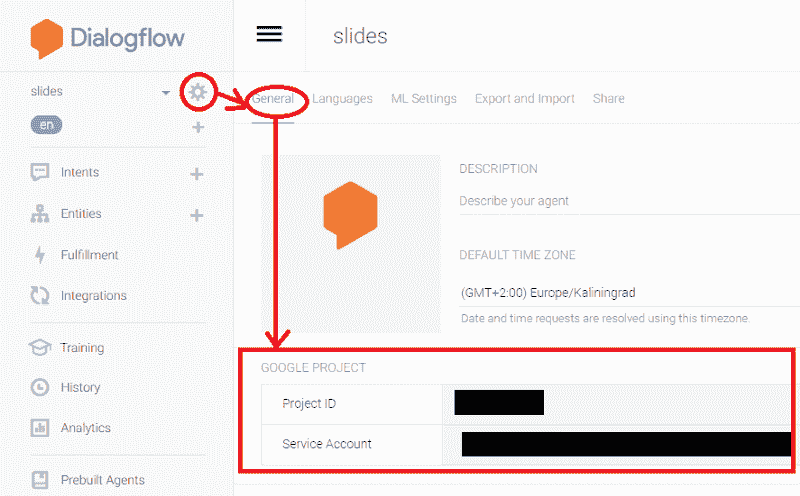 Dialogflow
slides
slides
en
General Languages ML Settings Export and Import Share
Intents
Entities
Fulfillment
Integrations
Training
History
Analytics
Prebuilt Agents
DESCRIPTION
Describe your agent
DEFAULT TIME ZONE
(GMT+2:00) Europe/Kaliningrad
Date and time requests are resolved using this timezone.
GOOGLE PROJECT
Project ID
Service Account